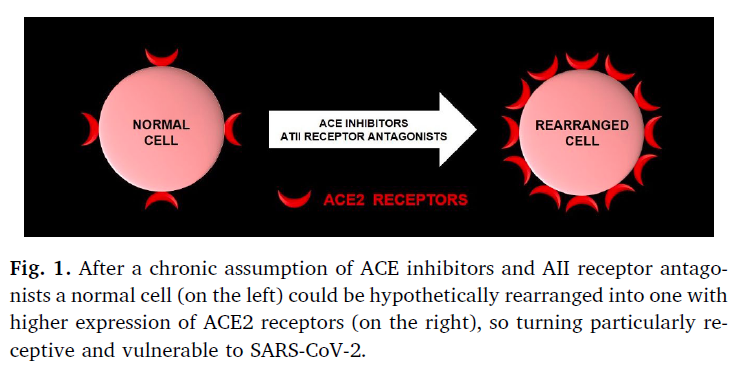 NORMAL
CELL
ACE INHIBITORS
ATII RECEPTOR ANTAGONISTS
REARRANGED
CELL
ACE2 RECEPTORS
Fig. 1. After a chronic assumption of ACE inhibitors and AII receptor antago-
nists a normal cell (on the left) could be hypothetically rearranged into one with
higher expression of ACE2 receptors (on the right), so turning particularly re-
ceptive and vulnerable to SARS-CoV-2.